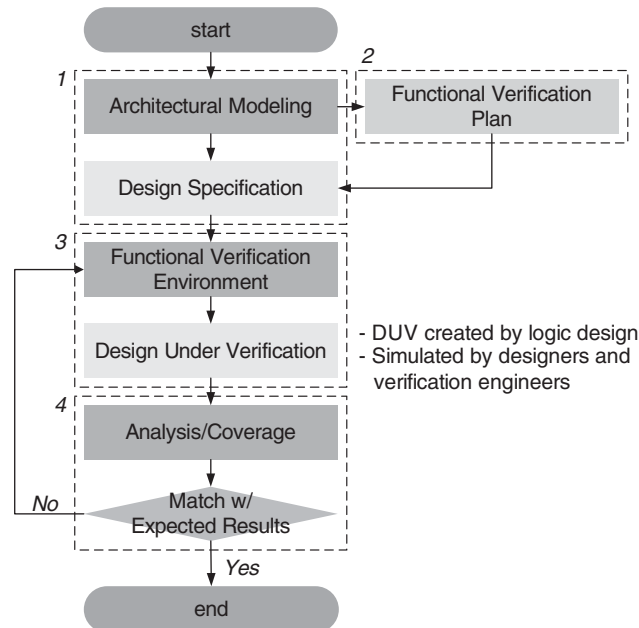 start
1
2
Architectural Modeling
Functional Verification
Plan
Design Specification
3
Functional Verification
Environment
Design Under Verification
- DUV created by logic design
- Simulated by designers and
verification engineers
4
Analysis/Coverage
No
Match w/
Expected Results
Yes
end